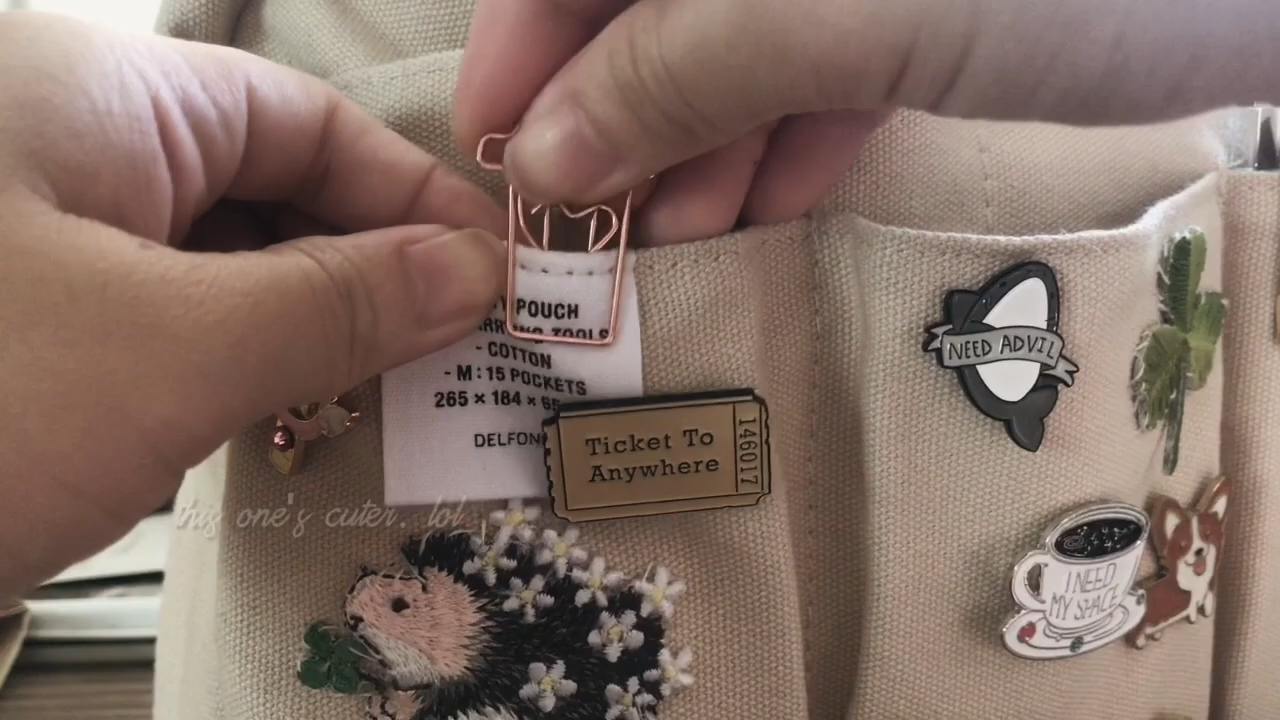 POUCH
TOOLS
- COTTON
- M : 15 POCKETS
265 × 184 ×
Ticket To
Anywhere
146017
NEED ADVIL
I NEED
MY SPACE
this one's cuter. lol